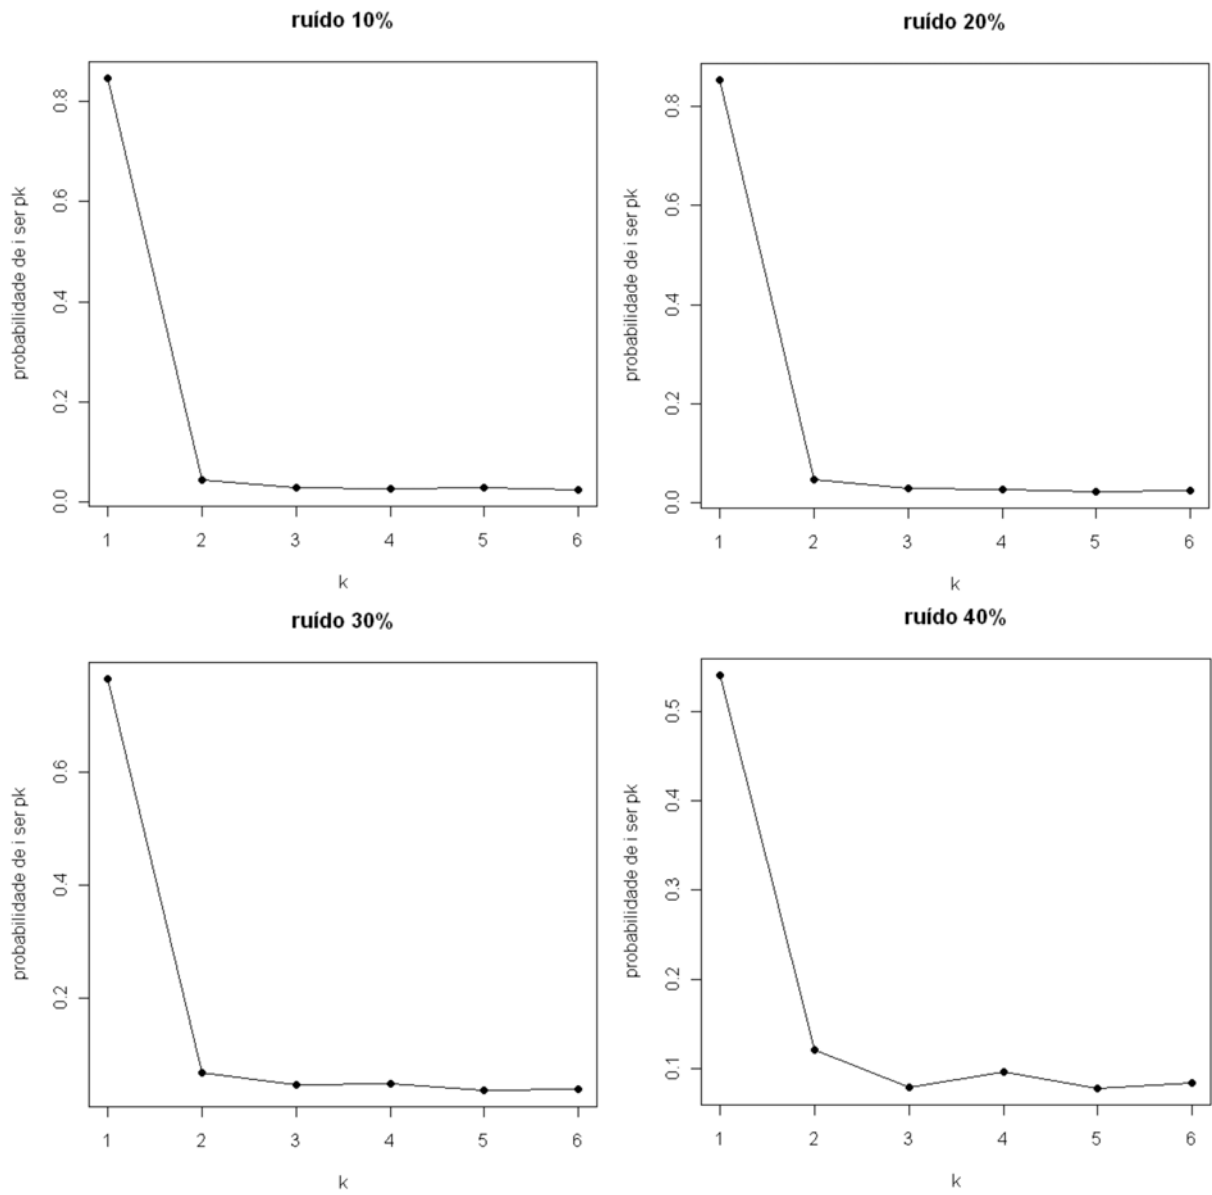 ruído 10%
probabilidade de i ser pk
0.8
0.6
0.4
0.2
0.0
1 2 3 4 5 6
k
ruído 20%
probabilidade de i ser pk
0.8
0.6
0.4
0.2
0.0
1 2 3 4 5 6
k
ruído 30%
probabilidade de i ser pk
0.6
0.4
0.2
1 2 3 4 5 6
k
ruído 40%
probabilidade de i ser pk
0.5
0.4
0.3
0.2
0.1
1 2 3 4 5 6
k